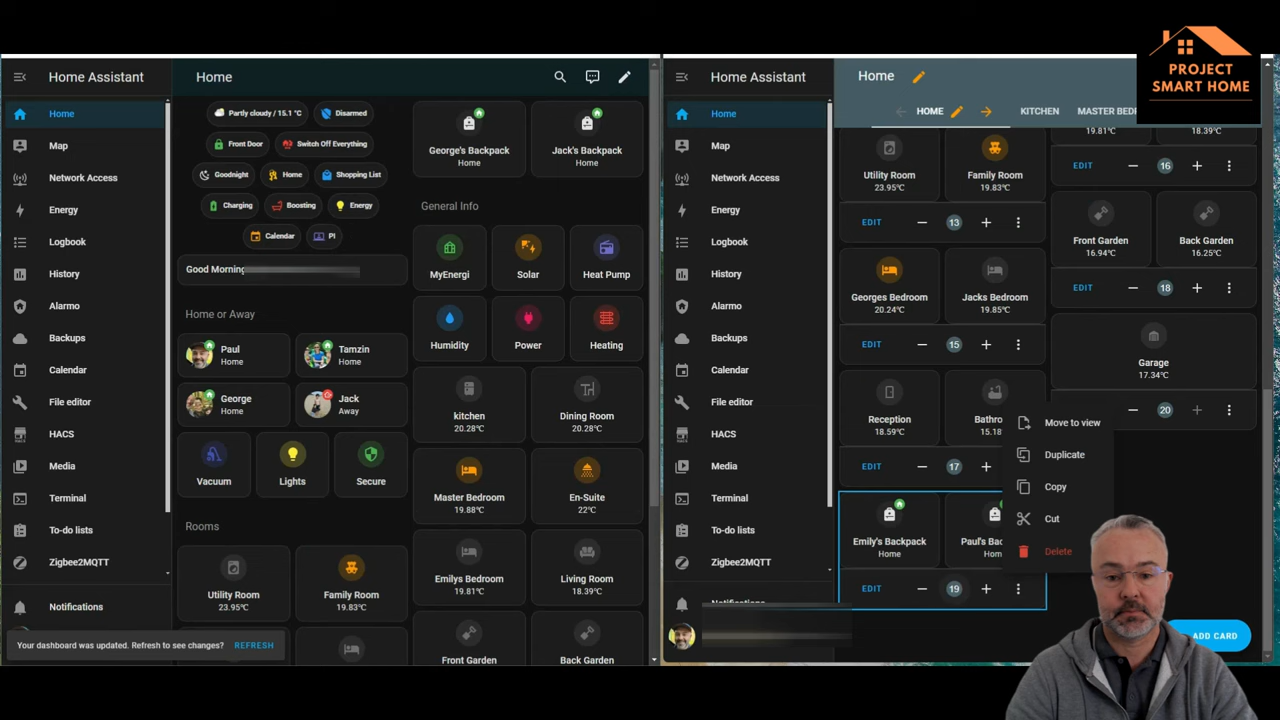 PROJECT
SMART HOME
Home Assistant
Home
Map
Network Access
Energy
Logbook
History
Alarmo
Backups
Calendar
File editor
HACS
Media
Terminal
To-do lists
Zigbee2MQTT
Notifications
Your dashboard was updated. Refresh to see changes?
REFRESH
Home
Partly cloudy / 15.1 °C
Disarmed
Front Door
Switch Off Everything
Goodnight
Home
Shopping List
Charging
Boosting
Energy
Calendar
PI
Good Morning
Home or Away
Paul
Home
Tamzin
Home
George
Home
Jack
Away
Vacuum
Lights
Secure
Rooms
Utility Room
23.95°C
Family Room
19.83°C
George's Backpack
Home
Jack's Backpack
Home
General Info
MyEnergi
Solar
Heat Pump
Humidity
Power
Heating
kitchen
20.28°C
Dining Room
20.28°C
Master Bedroom
19.88°C
En-Suite
22°C
Emilys Bedroom
19.81°C
Living Room
18.39°C
Front Garden
Back Garden
Home Assistant
Home
Map
Network Access
Energy
Logbook
History
Alarmo
Backups
Calendar
File editor
HACS
Media
Terminal
To-do lists
Zigbee2MQTT
Notifications
Home
HOME
KITCHEN
MASTER BEDR
Utility Room
23.95°C
Family Room
19.83°C
EDIT
13
Georges Bedroom
20.24°C
Jacks Bedroom
19.85°C
EDIT
15
Reception
18.59°C
Bathro
15.18
EDIT
17
Emily's Backpack
Home
Paul's Bac
Hom
EDIT
19
19.81°C
18.39°C
EDIT
16
Front Garden
16.94°C
Back Garden
16.25°C
EDIT
18
Garage
17.34°C
20
Move to view
Duplicate
Copy
Cut
Delete
ADD CARD